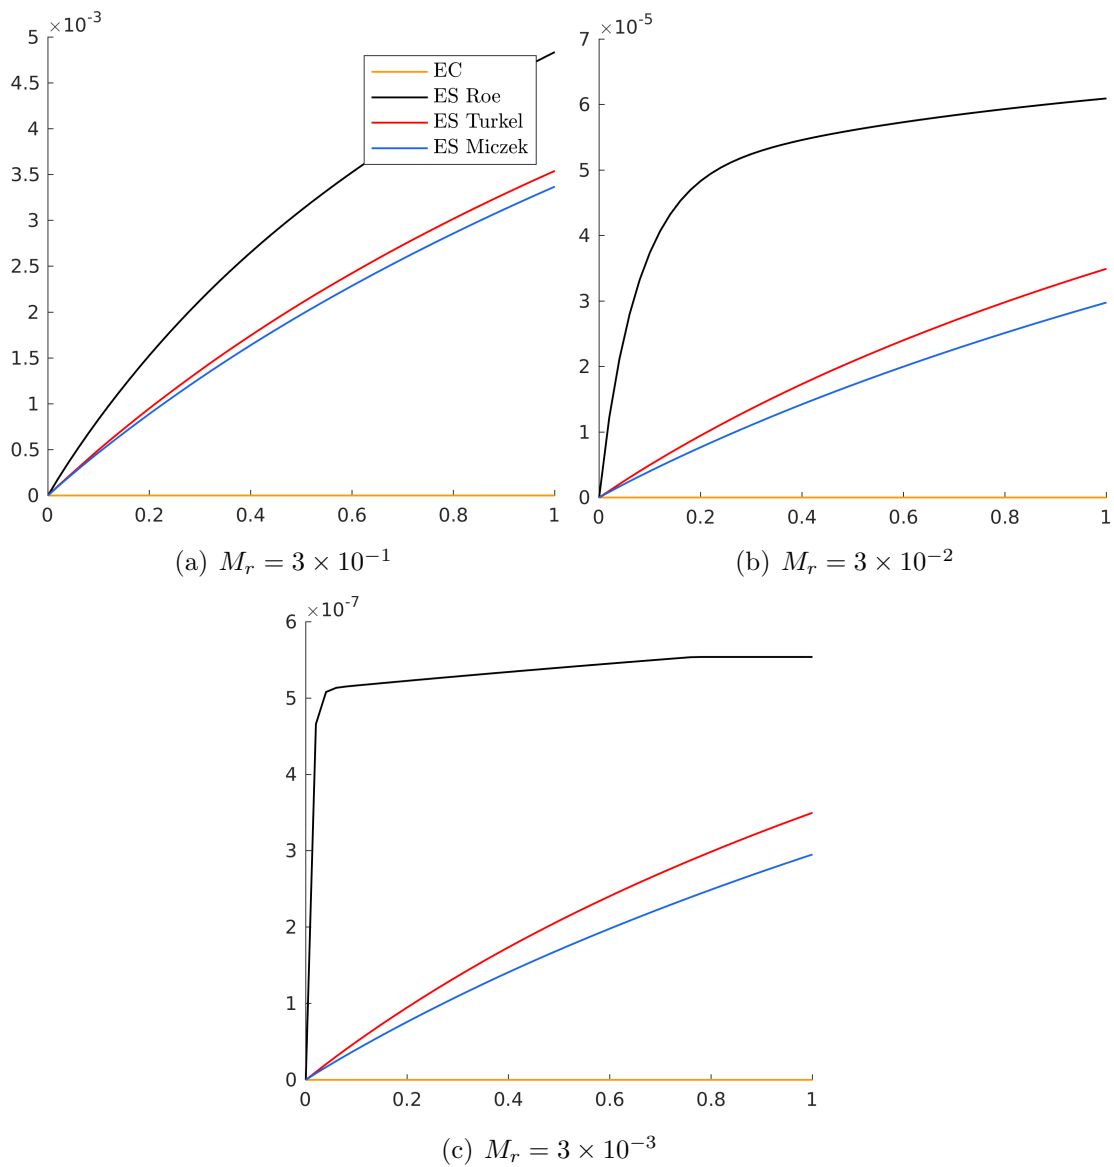 ×10-3
5
4.5
4
3.5
3
2.5
2
1.5
1
0.5
0
0 0.2 0.4 0.6 0.8 1
EC
ES Roe
ES Turkel
ES Miczek
(a) M_r = 3 × 10^{-1}
×10-5
7
6
5
4
3
2
1
0
0 0.2 0.4 0.6 0.8 1
(b) M_r = 3 × 10^{-2}
×10-7
6
5
4
3
2
1
0
0 0.2 0.4 0.6 0.8 1
(c) M_r = 3 × 10^{-3}